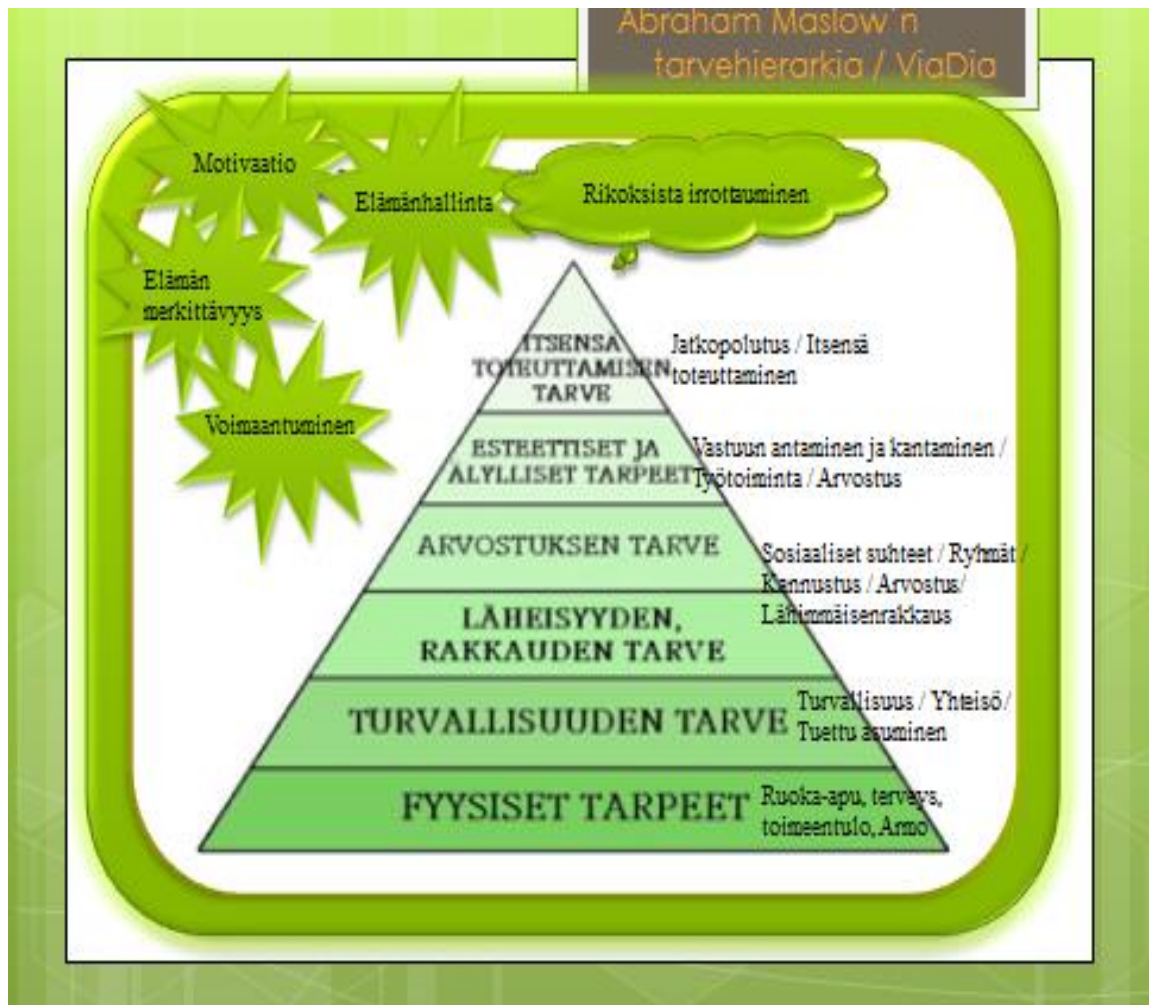 Abraham Maslow´n
tarvehierarkia / ViaDia
Motivaatio
Elämänhallinta
Rikoksista irrottauminen
Elämän
merkittävyys
Voimaantuminen
ITSENSÄ
TOTEUTTAMISEN
TARVE
Jatkopolutus / Itsensä
toteuttaminen
ESTEETTISET JA
ÄLYLLISET TARPEET
Vastuun antaminen ja kantaminen /
Työtoiminta / Arvostus
ARVOSTUKSEN TARVE
Sosiaaliset suhteet / Ryhmät /
Kannustus / Arvostus/
Lähimmäisenrakkaus
LÄHEISYYDEN,
RAKKAUDEN TARVE
TURVALLISUUDEN TARVE
Turvallisuus / Yhteisö /
Tuettu asuminen
FYYSISET TARPEET
Ruoka-apu, terveys,
toimeentulo, Armo